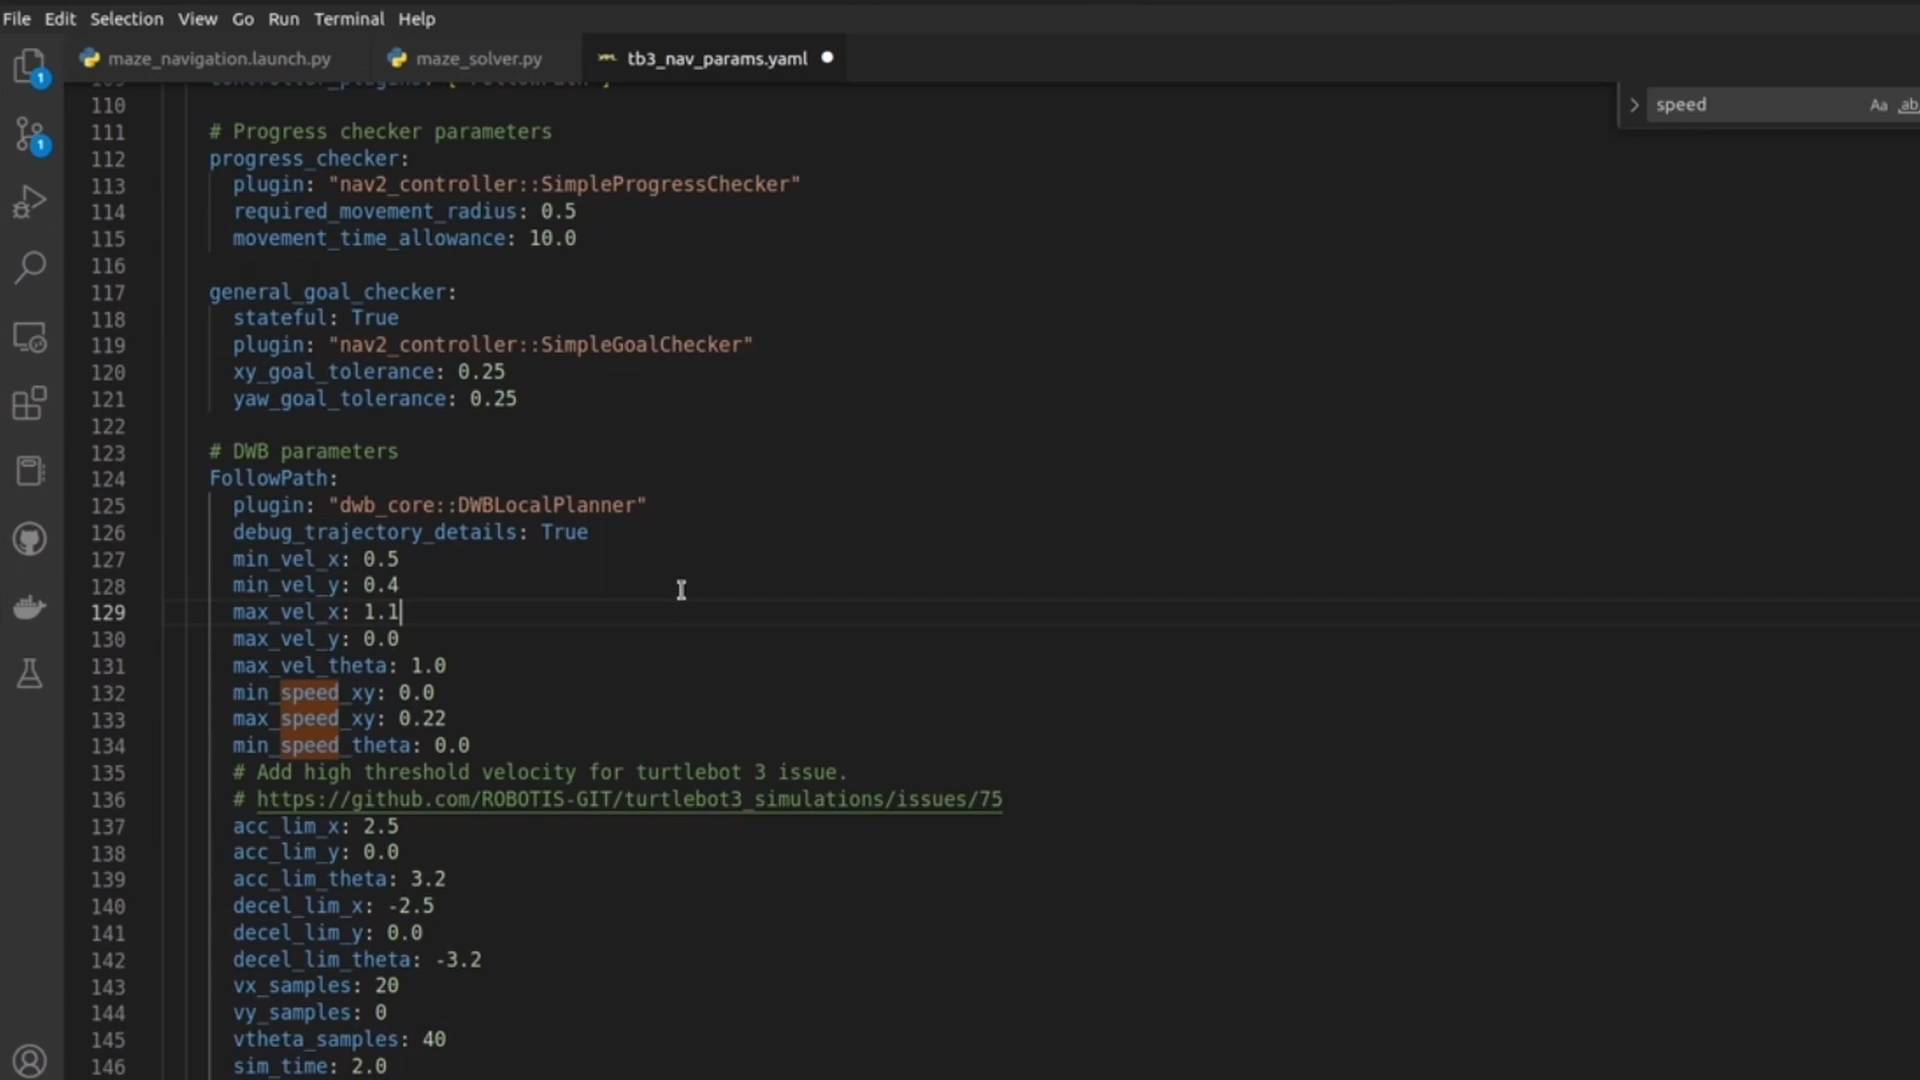 File Edit Selection View Go Run Terminal Help
maze_navigation.launch.py maze_solver.py tb3_nav_params.yaml
speed Aa ab
1
1
110
111 # Progress checker parameters
112 progress_checker:
113 plugin: "nav2_controller::SimpleProgressChecker"
114 required_movement_radius: 0.5
115 movement_time_allowance: 10.0
116
117 general_goal_checker:
118 stateful: True
119 plugin: "nav2_controller::SimpleGoalChecker"
120 xy_goal_tolerance: 0.25
121 yaw_goal_tolerance: 0.25
122
123 # DWB parameters
124 FollowPath:
125 plugin: "dwb_core::DWBLocalPlanner"
126 debug_trajectory_details: True
127 min_vel_x: 0.5
128 min_vel_y: 0.4
129 max_vel_x: 1.1
130 max_vel_y: 0.0
131 max_vel_theta: 1.0
132 min_speed_xy: 0.0
133 max_speed_xy: 0.22
134 min_speed_theta: 0.0
135 # Add high threshold velocity for turtlebot 3 issue.
136 # https://github.com/ROBOTIS-GIT/turtlebot3_simulations/issues/75
137 acc_lim_x: 2.5
138 acc_lim_y: 0.0
139 acc_lim_theta: 3.2
140 decel_lim_x: -2.5
141 decel_lim_y: 0.0
142 decel_lim_theta: -3.2
143 vx_samples: 20
144 vy_samples: 0
145 vtheta_samples: 40
146 sim_time: 2.0